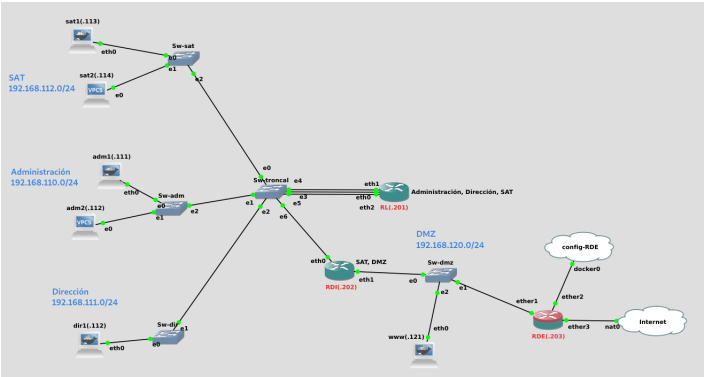 sat1(.113)
eth0
Sw-sat
e0
e1
e2
SAT
192.168.112.0/24
sat2(.114)
VPCS
e0
adm1(.111)
eth0
Administración
192.168.110.0/24
Sw-adm
e0
e1
e2
adm2(.112)
VPCS
e0
e0
Sw-troncal
e4
e3
e1
e2
e5
e6
eth1
eth0
eth2
RL(.201)
Administración, Dirección, SAT
Dirección
192.168.111.0/24
dir1(.112)
eth0
Sw-dir
e1
e0
eth0
SAT, DMZ
RDI(.202)
eth1
DMZ
192.168.120.0/24
Sw-dmz
e0
e1
e2
eth0
www(.121)
ether1
ether2
ether3
RDE(.203)
config-RDE
docker0
nat0
Internet